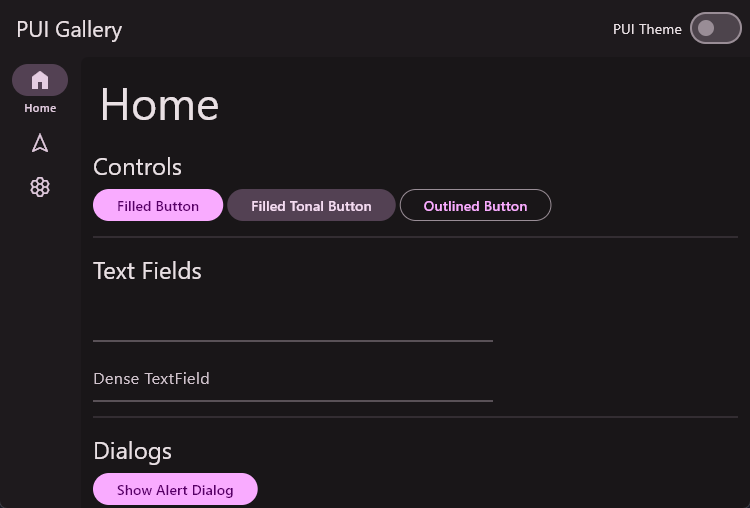 PUI Gallery
PUI Theme
Home
Home
Controls
Filled Button
Filled Tonal Button
Outlined Button
Text Fields
Dense TextField
Dialogs
Show Alert Dialog